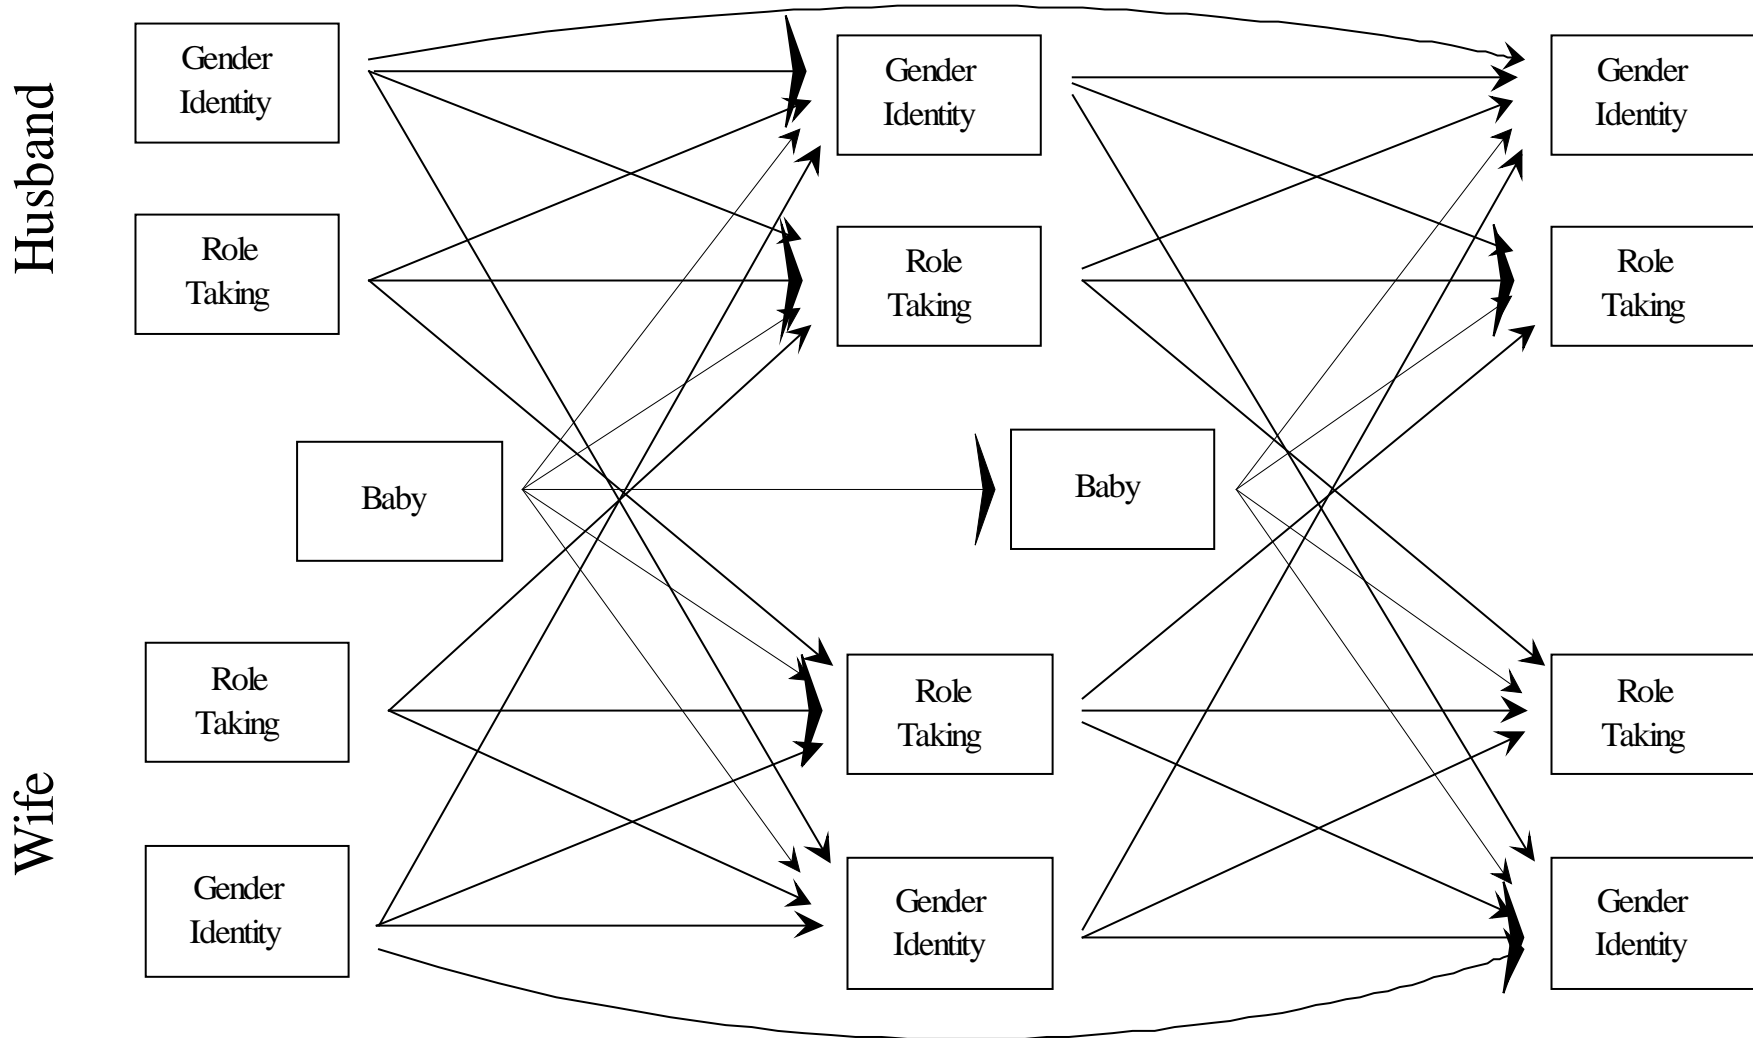 Husband
Gender
Identity
Gender
Identity
Gender
Identity
Role
Taking
Role
Taking
Role
Taking
Baby
Baby
Wife
Role
Taking
Role
Taking
Role
Taking
Gender
Identity
Gender
Identity
Gender
Identity